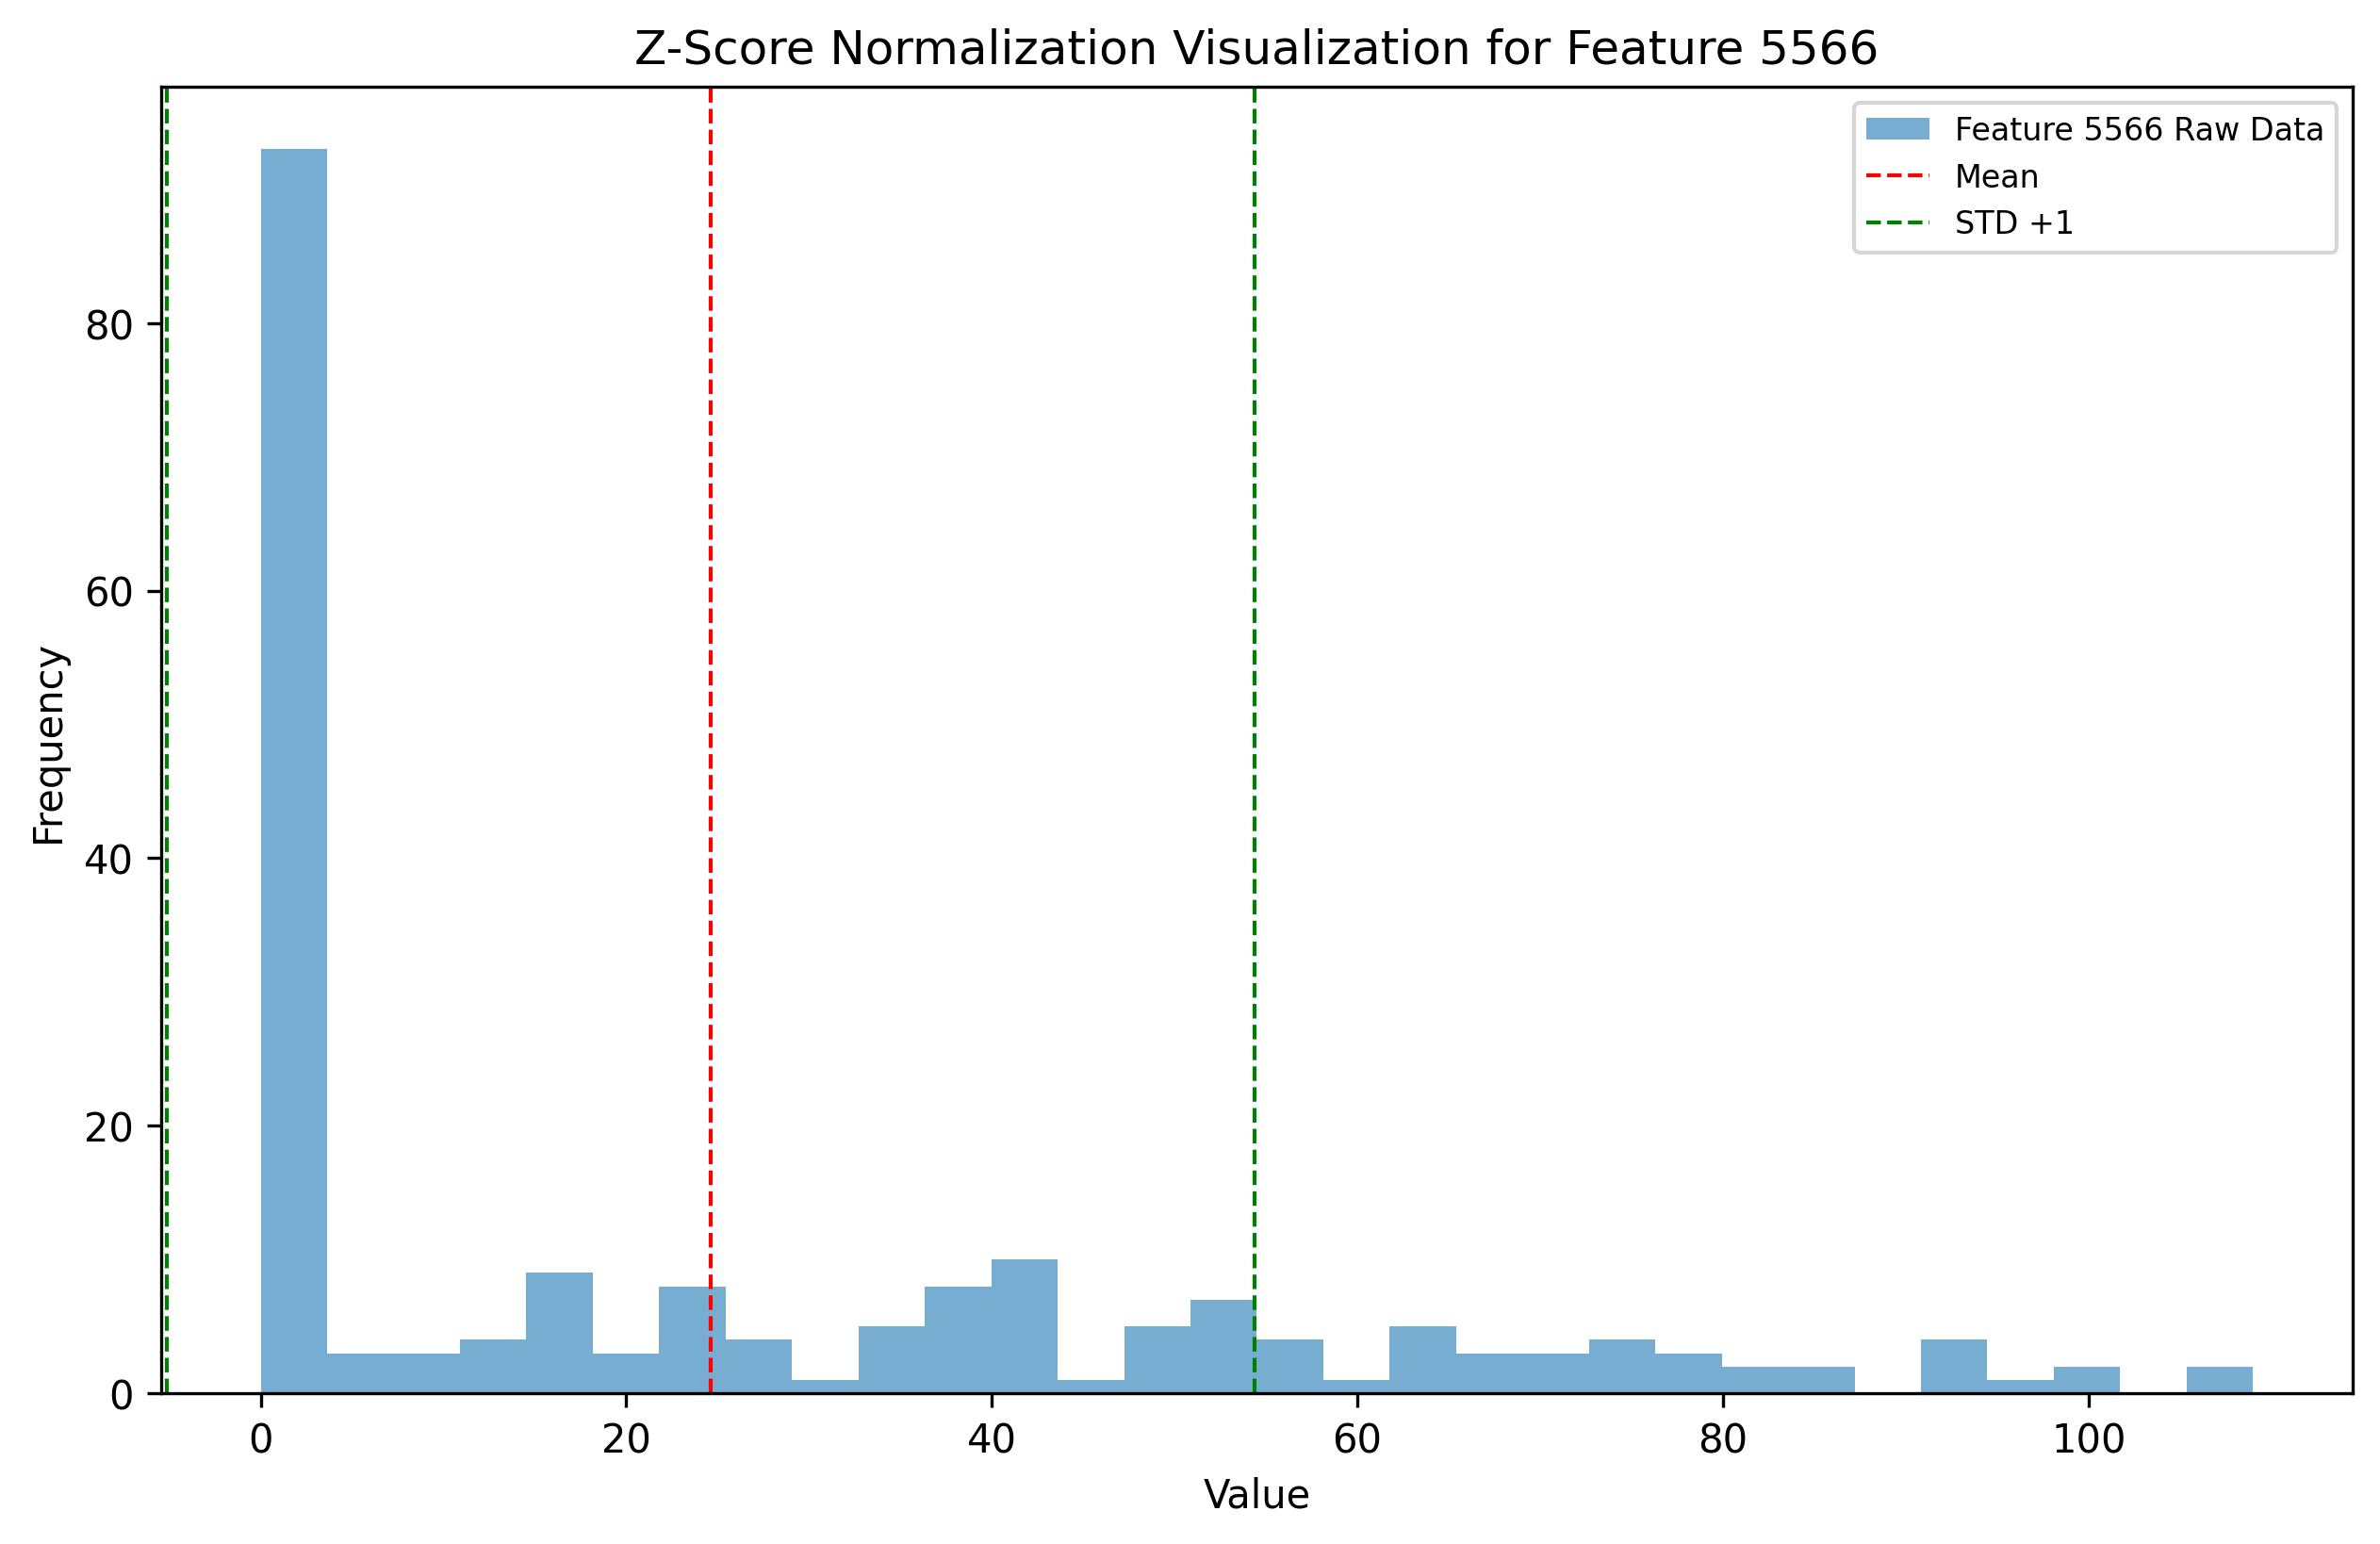 Z-Score Normalization Visualization for Feature 5566
Feature 5566 Raw Data
Mean
STD +1
Frequency
80
60
40
20
0
0 20 40 60 80 100
Value